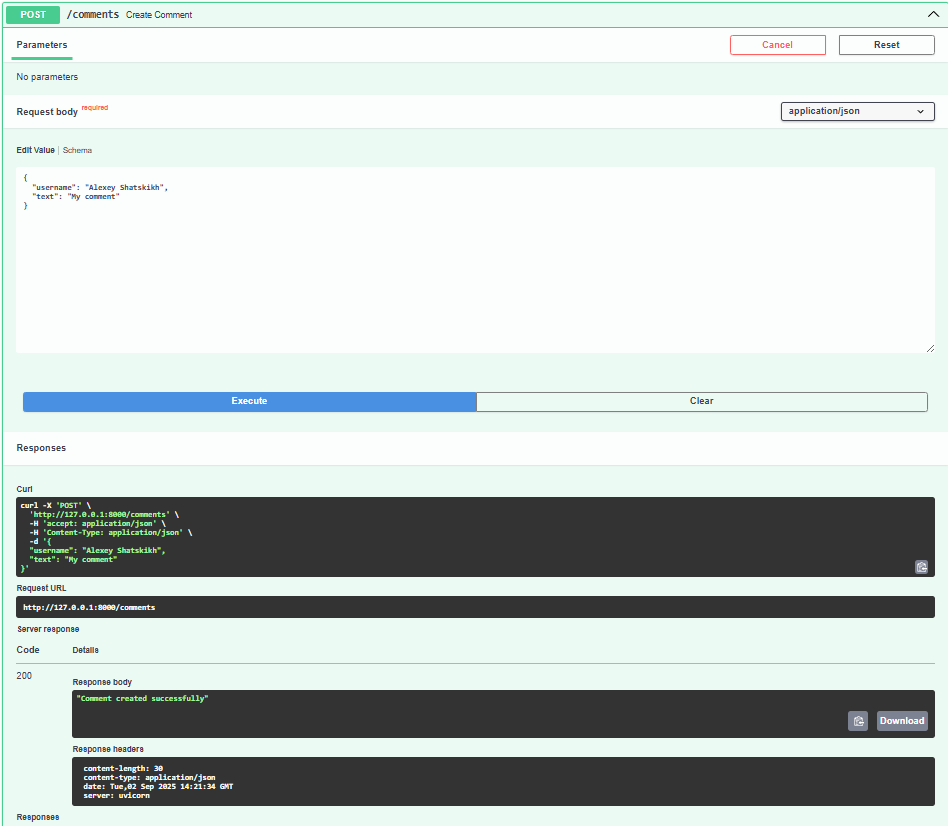 POST /comments Create Comment
Parameters
Cancel
Reset
No parameters
Request body required
application/json
Edit Value | Schema
{
  "username": "Alexey Shatskikh",
  "text": "My comment"
}
Execute
Clear
Responses
Curl
curl -X 'POST' \
  'http://127.0.0.1:8000/comments' \
  -H 'accept: application/json' \
  -H 'Content-Type: application/json' \
  -d '{
  "username": "Alexey Shatskikh",
  "text": "My comment"
}'
Request URL
http://127.0.0.1:8000/comments
Server response
Code Details
200
Response body
"Comment created successfully"
Download
Response headers
content-length: 30
content-type: application/json
date: Tue,02 Sep 2025 14:21:34 GMT
server: uvicorn
Responses